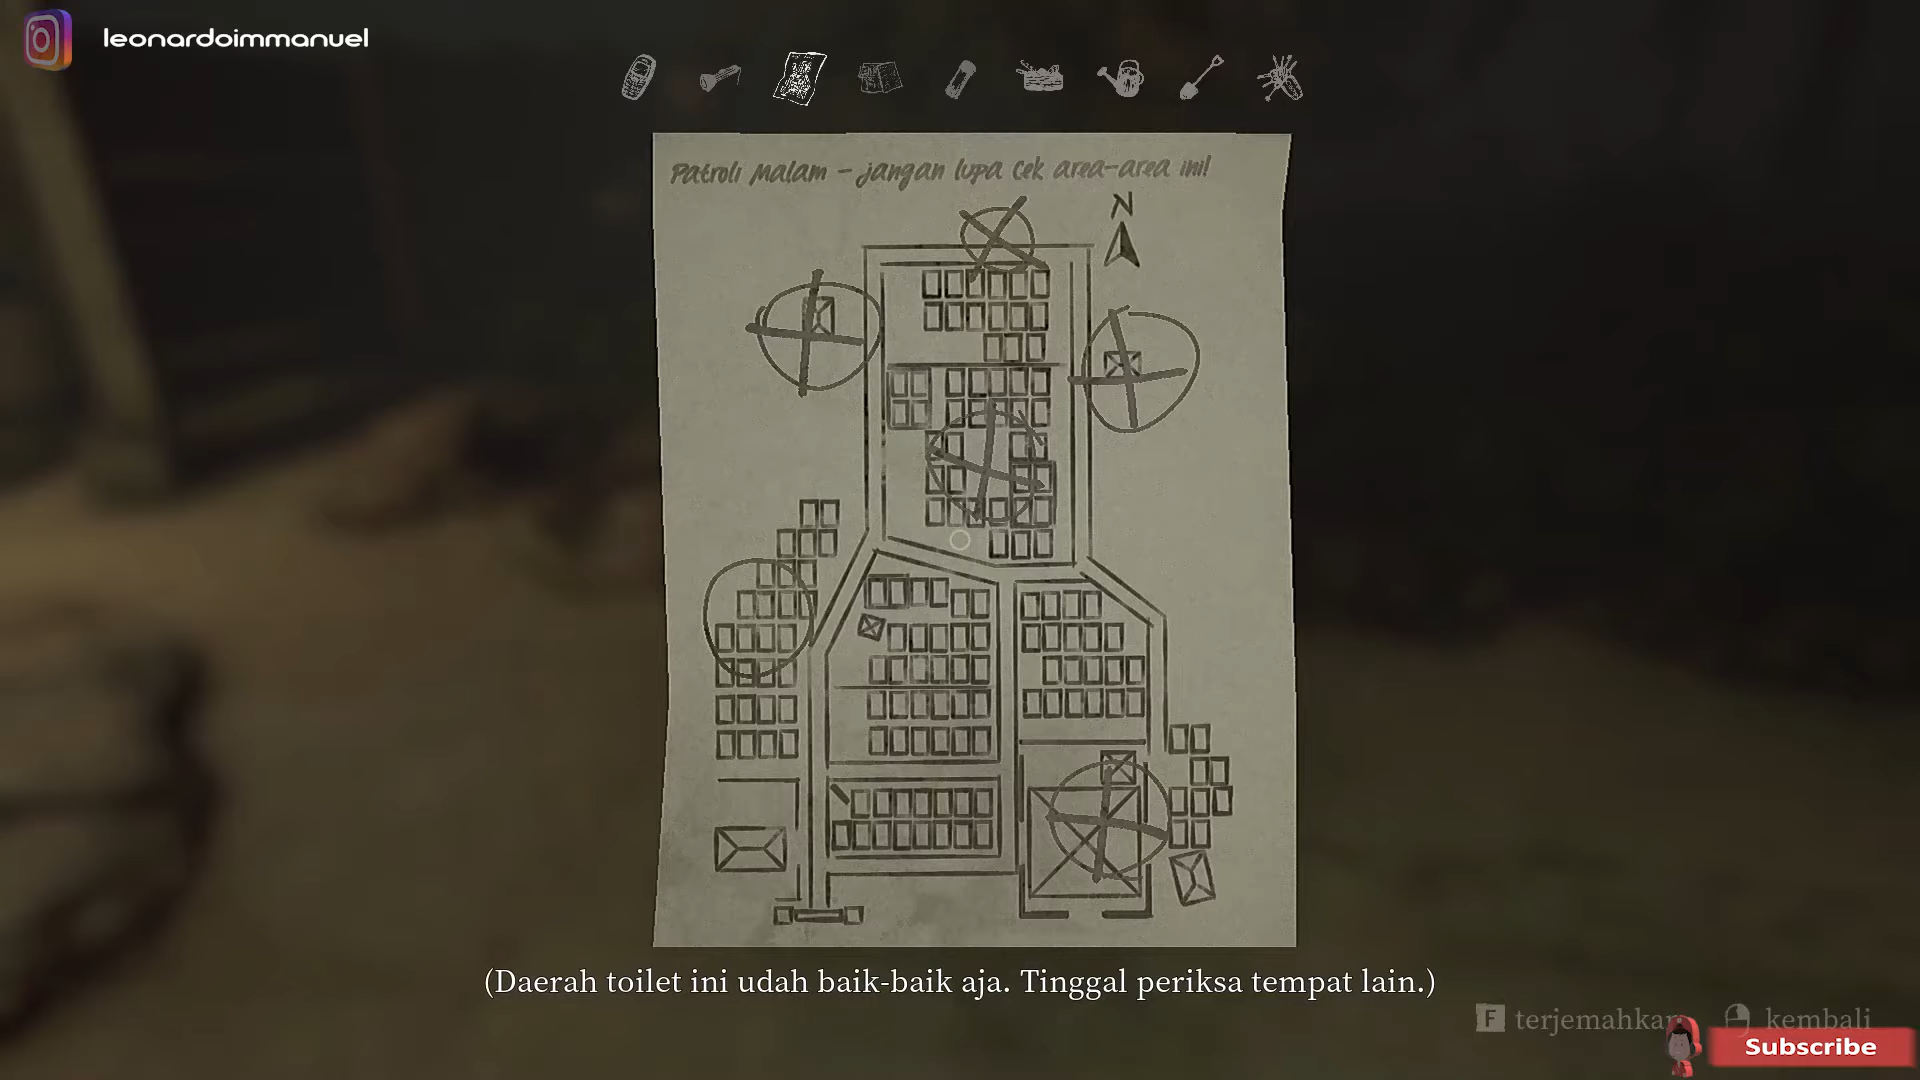 leonardoimmanuel
Patroli Malam - jangan lupa cek area-area ini!
N
(Daerah toilet ini udah baik-baik aja. Tinggal periksa tempat lain.)
F terjemahkan kembali
Subscribe